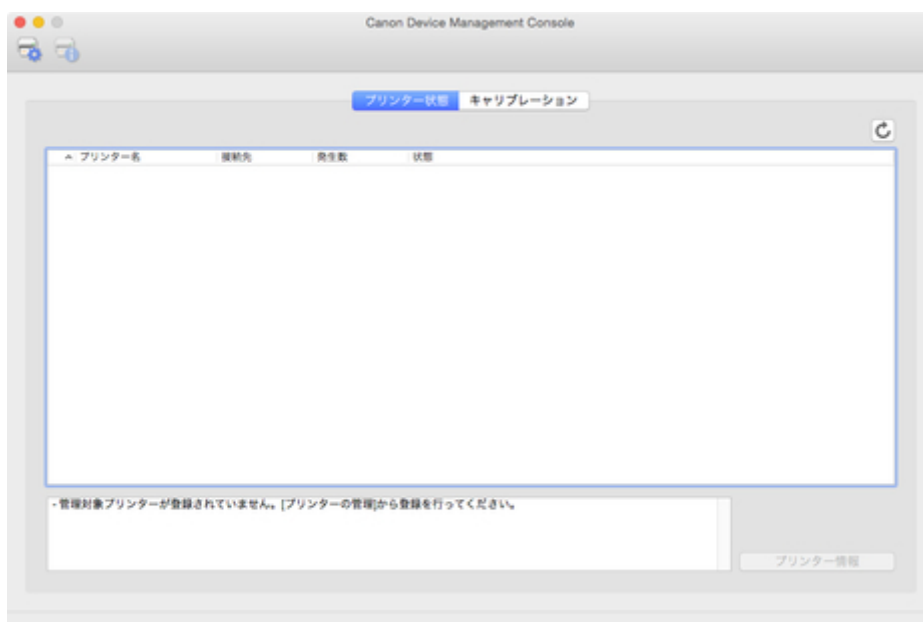 Canon Device Management Console
プリンター状態 キャリブレーション
プリンター名 接続先 発生数 状態
- 管理対象プリンターが登録されていません。[プリンターの管理]から登録を行ってください。
プリンター情報